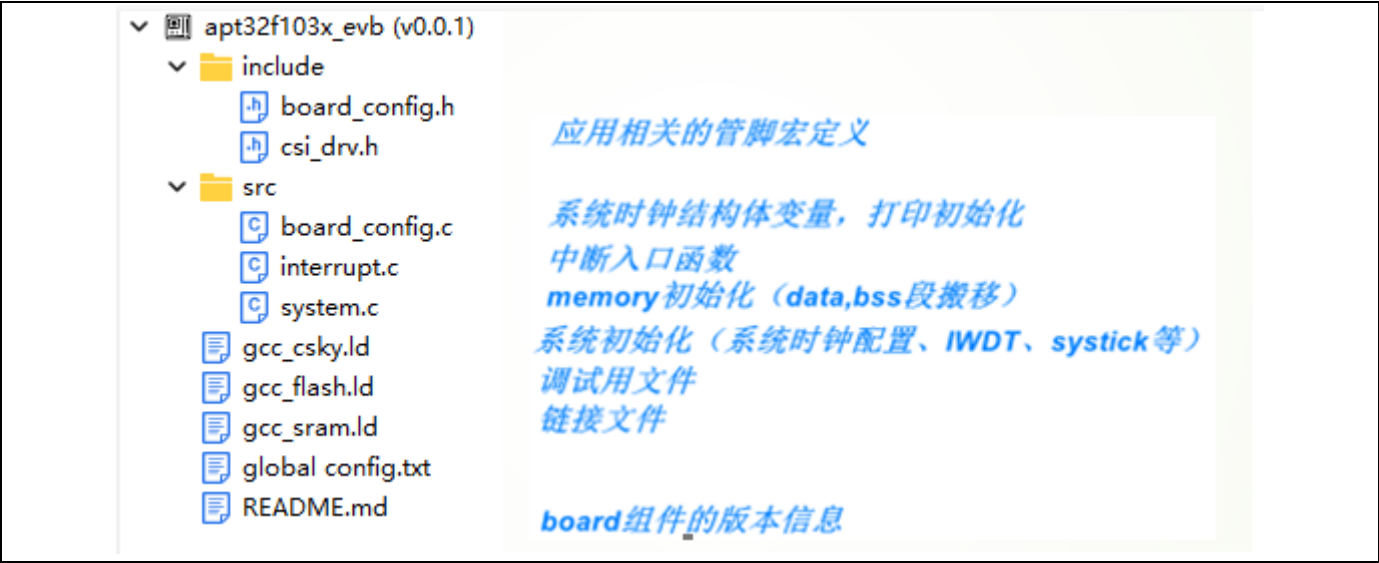 apt32f103x_evb (v0.0.1)
include
board_config.h
csi_drv.h
应用相关的管脚宏定义
src
系统时钟结构体变量，打印初始化
board_config.c
中断入口函数
interrupt.c
memory初始化（data,bss段搬移）
system.c
系统初始化（系统时钟配置、IWDT、systick等）
gcc_csky.ld
调试用文件
gcc_flash.ld
链接文件
gcc_sram.ld
global config.txt
README.md
board组件的版本信息